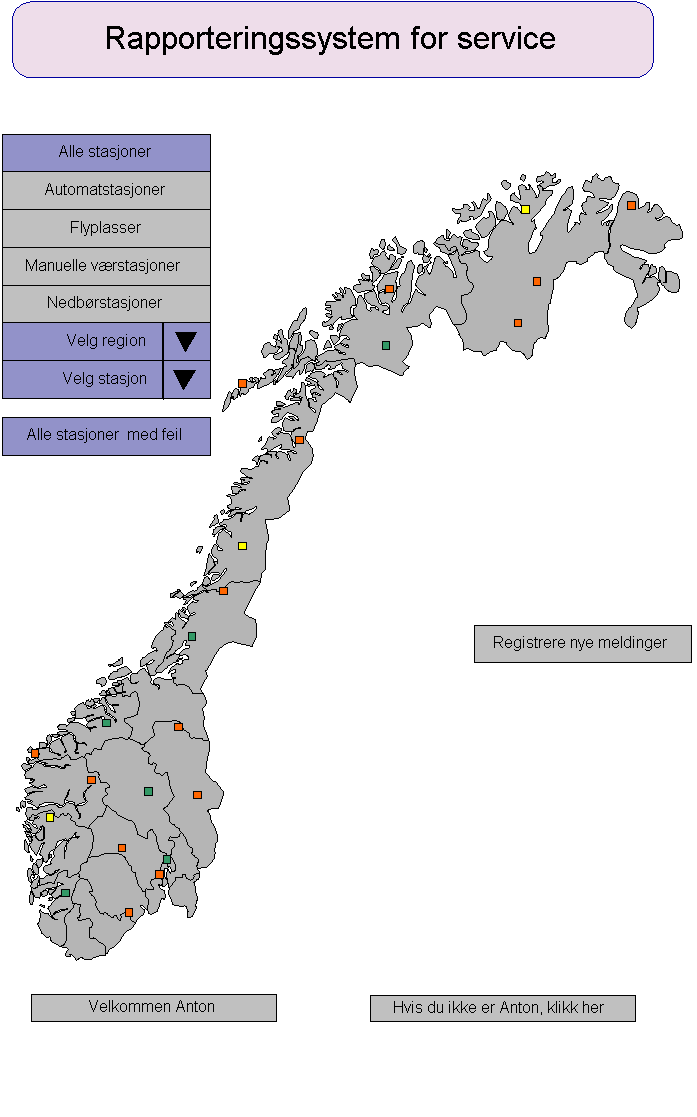 Rapporteringssystem for service
Alle stasjoner
Automatstasjoner
Flyplasser
Manuelle værstasjoner
Nedbørstasjoner
Velg region
Velg stasjon
Alle stasjoner med feil
Registrere nye meldinger
Velkommen Anton
Hvis du ikke er Anton, klikk her